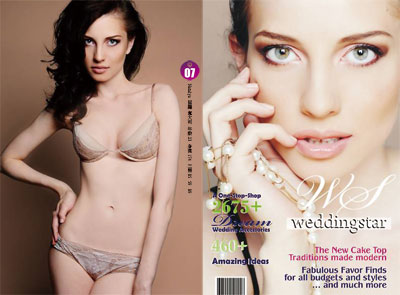 07
WS
weddingstar
A One-Stop-Shop
2675+
Dream
Wedding Accessories
460+
Amazing Ideas
The New Cake Top
Traditions made modern
Fabulous Favor Finds
for all budgets and styles
... and much more